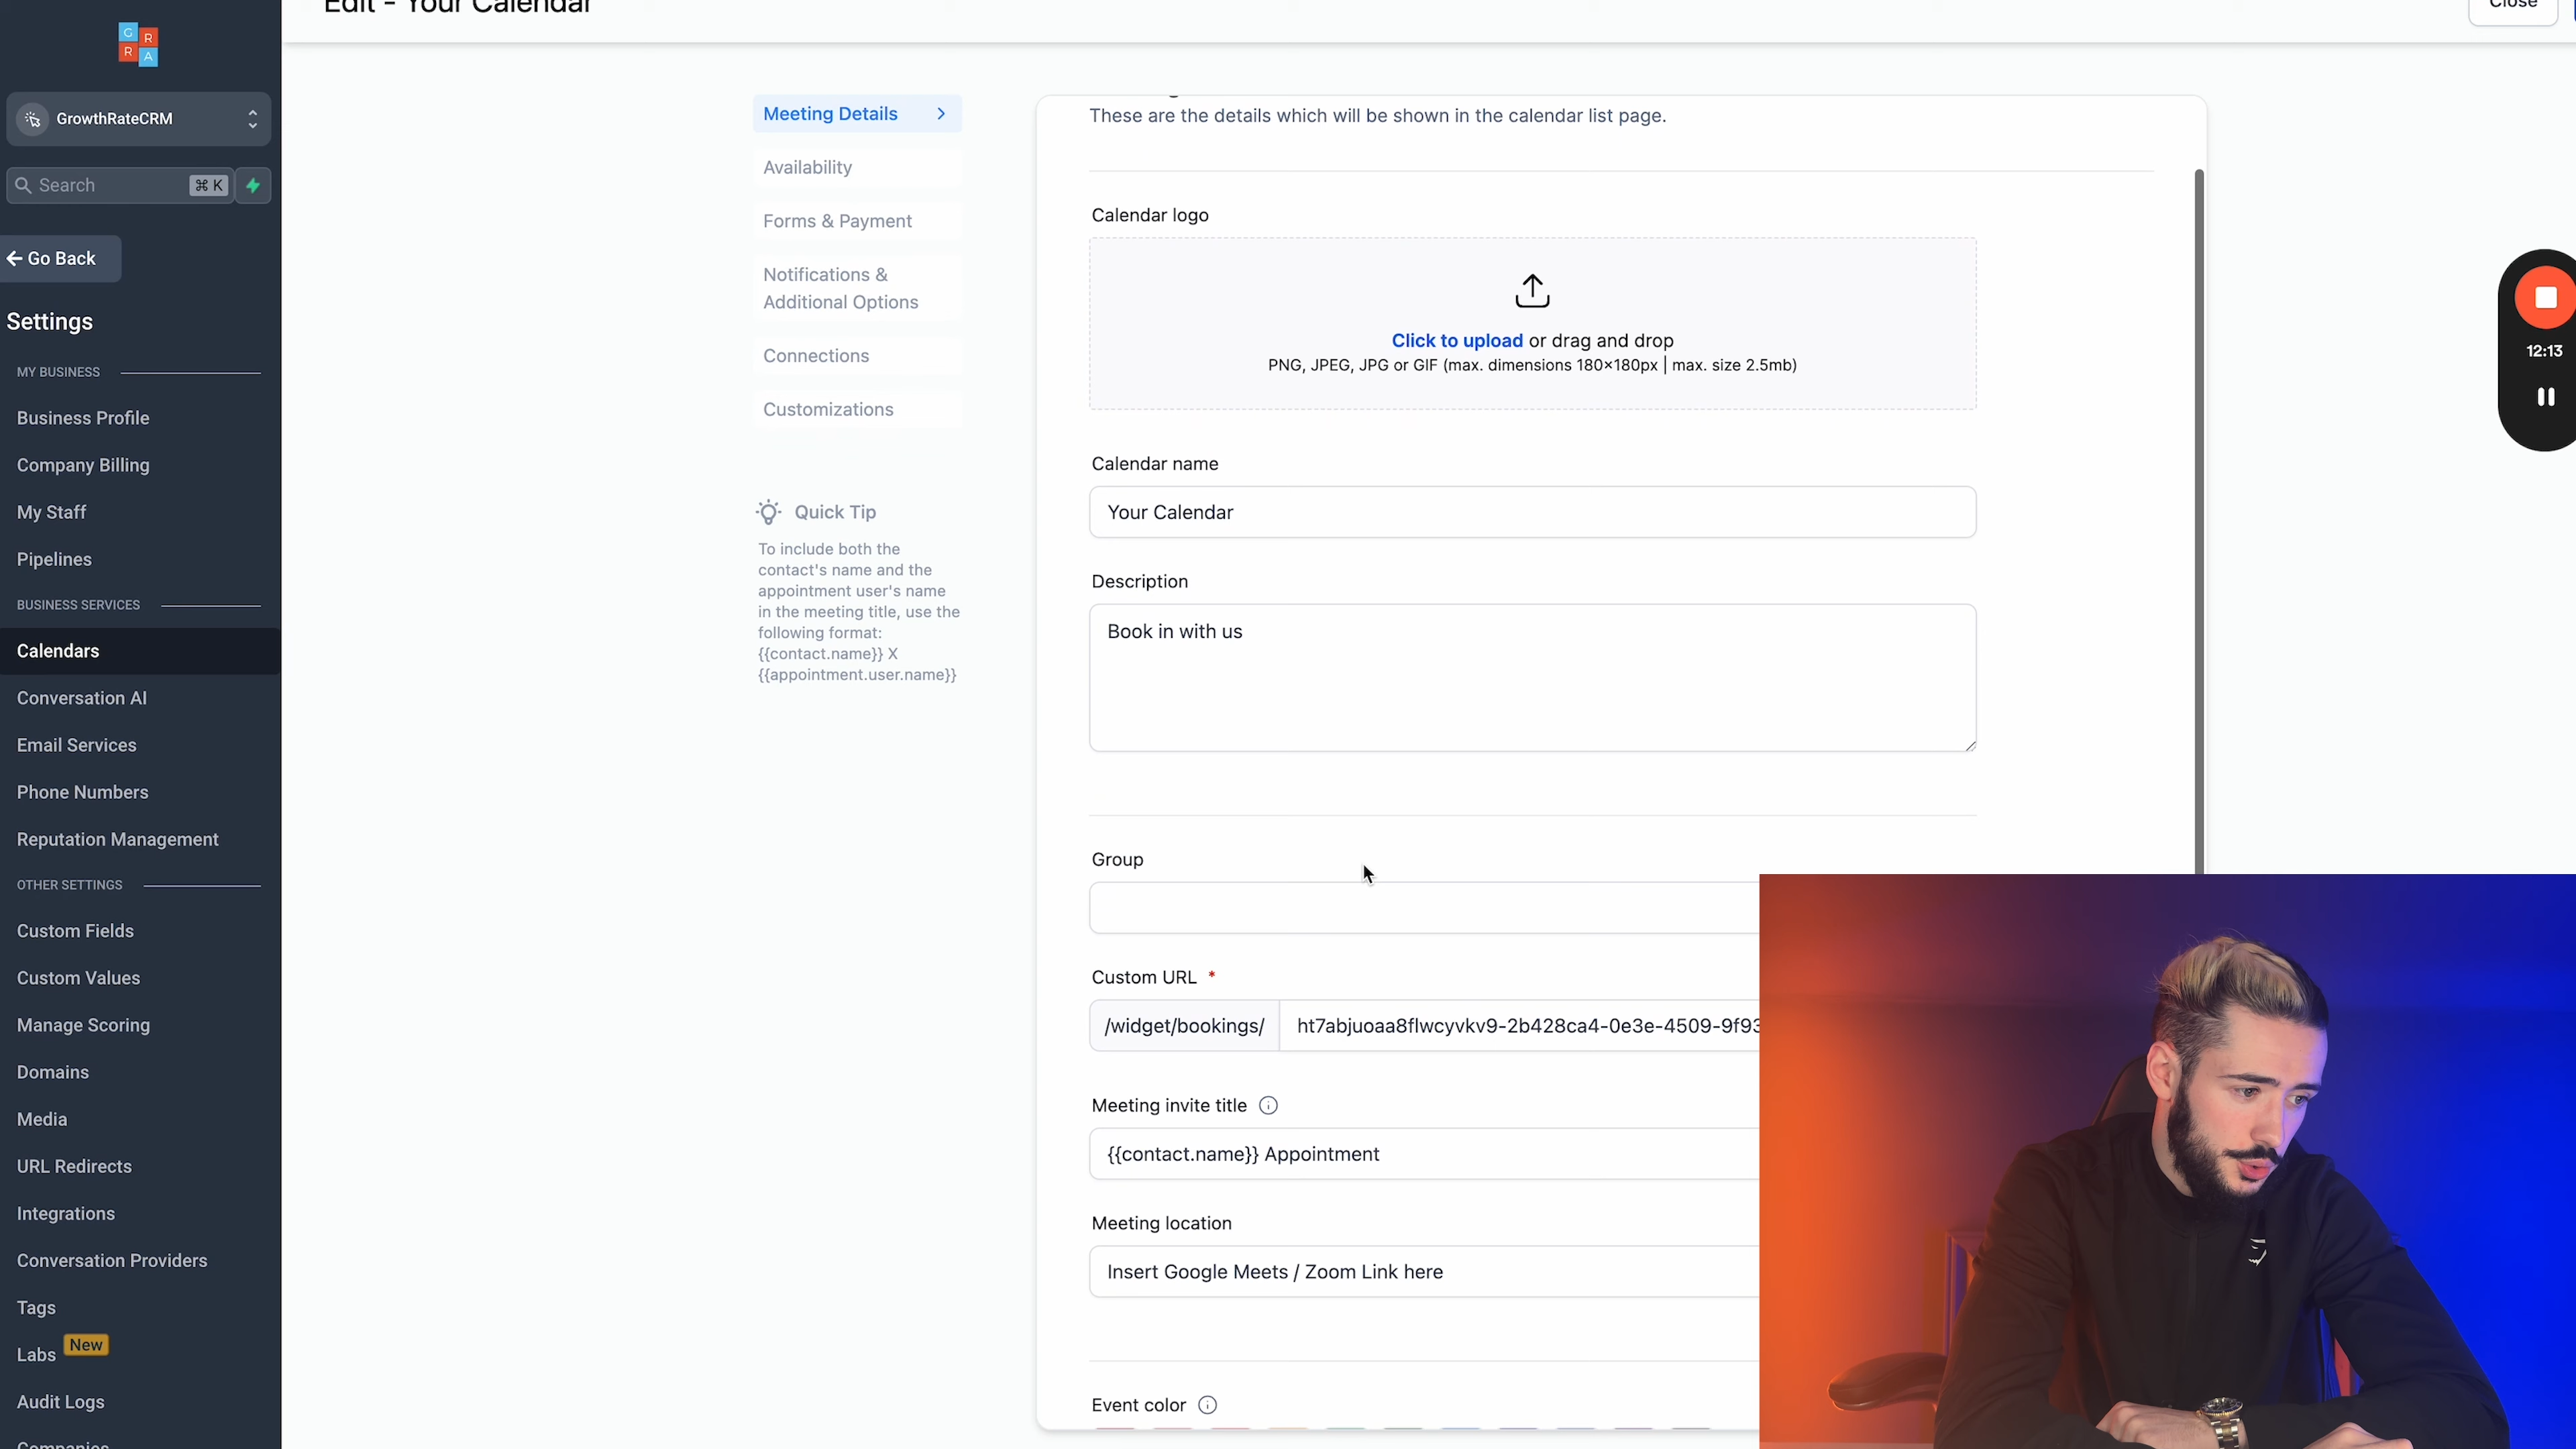 Edit - Your Calendar
Close
G R
R A
GrowthRateCRM
Search ⌘ K
← Go Back
Settings
MY BUSINESS
Business Profile
Company Billing
My Staff
Pipelines
BUSINESS SERVICES
Calendars
Conversation AI
Email Services
Phone Numbers
Reputation Management
OTHER SETTINGS
Custom Fields
Custom Values
Manage Scoring
Domains
Media
URL Redirects
Integrations
Conversation Providers
Tags
Labs New
Audit Logs
Companies
Meeting Details
Availability
Forms & Payment
Notifications &
Additional Options
Connections
Customizations
Quick Tip
To include both the
contact's name and the
appointment user's name
in the meeting title, use the
following format:
{{contact.name}} X
{{appointment.user.name}}
These are the details which will be shown in the calendar list page.
Calendar logo
Click to upload or drag and drop
PNG, JPEG, JPG or GIF (max. dimensions 180×180px | max. size 2.5mb)
Calendar name
Your Calendar
Description
Book in with us
Group
Custom URL *
/widget/bookings/ ht7abjuoaa8flwcyvkv9-2b428ca4-0e3e-4509-9f93
Meeting invite title
{{contact.name}} Appointment
Meeting location
Insert Google Meets / Zoom Link here
Event color
12:13